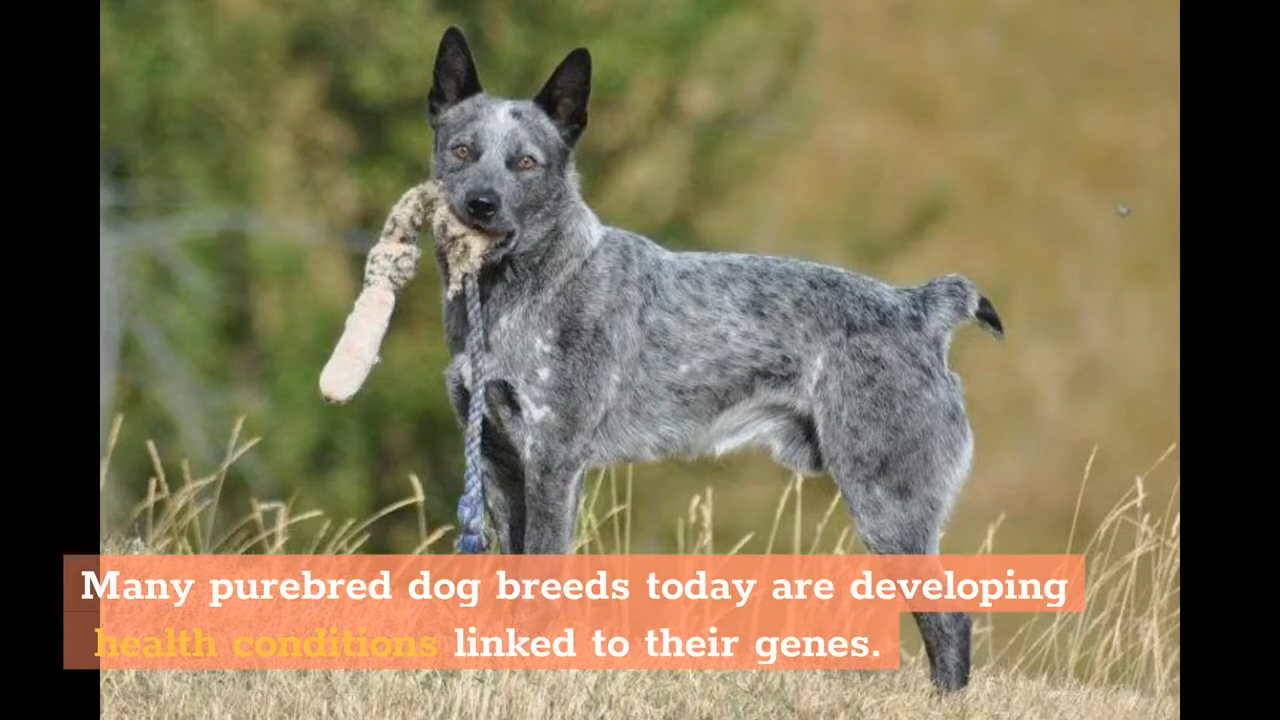 Many purebred dog breeds today are developing
health conditions linked to their genes.